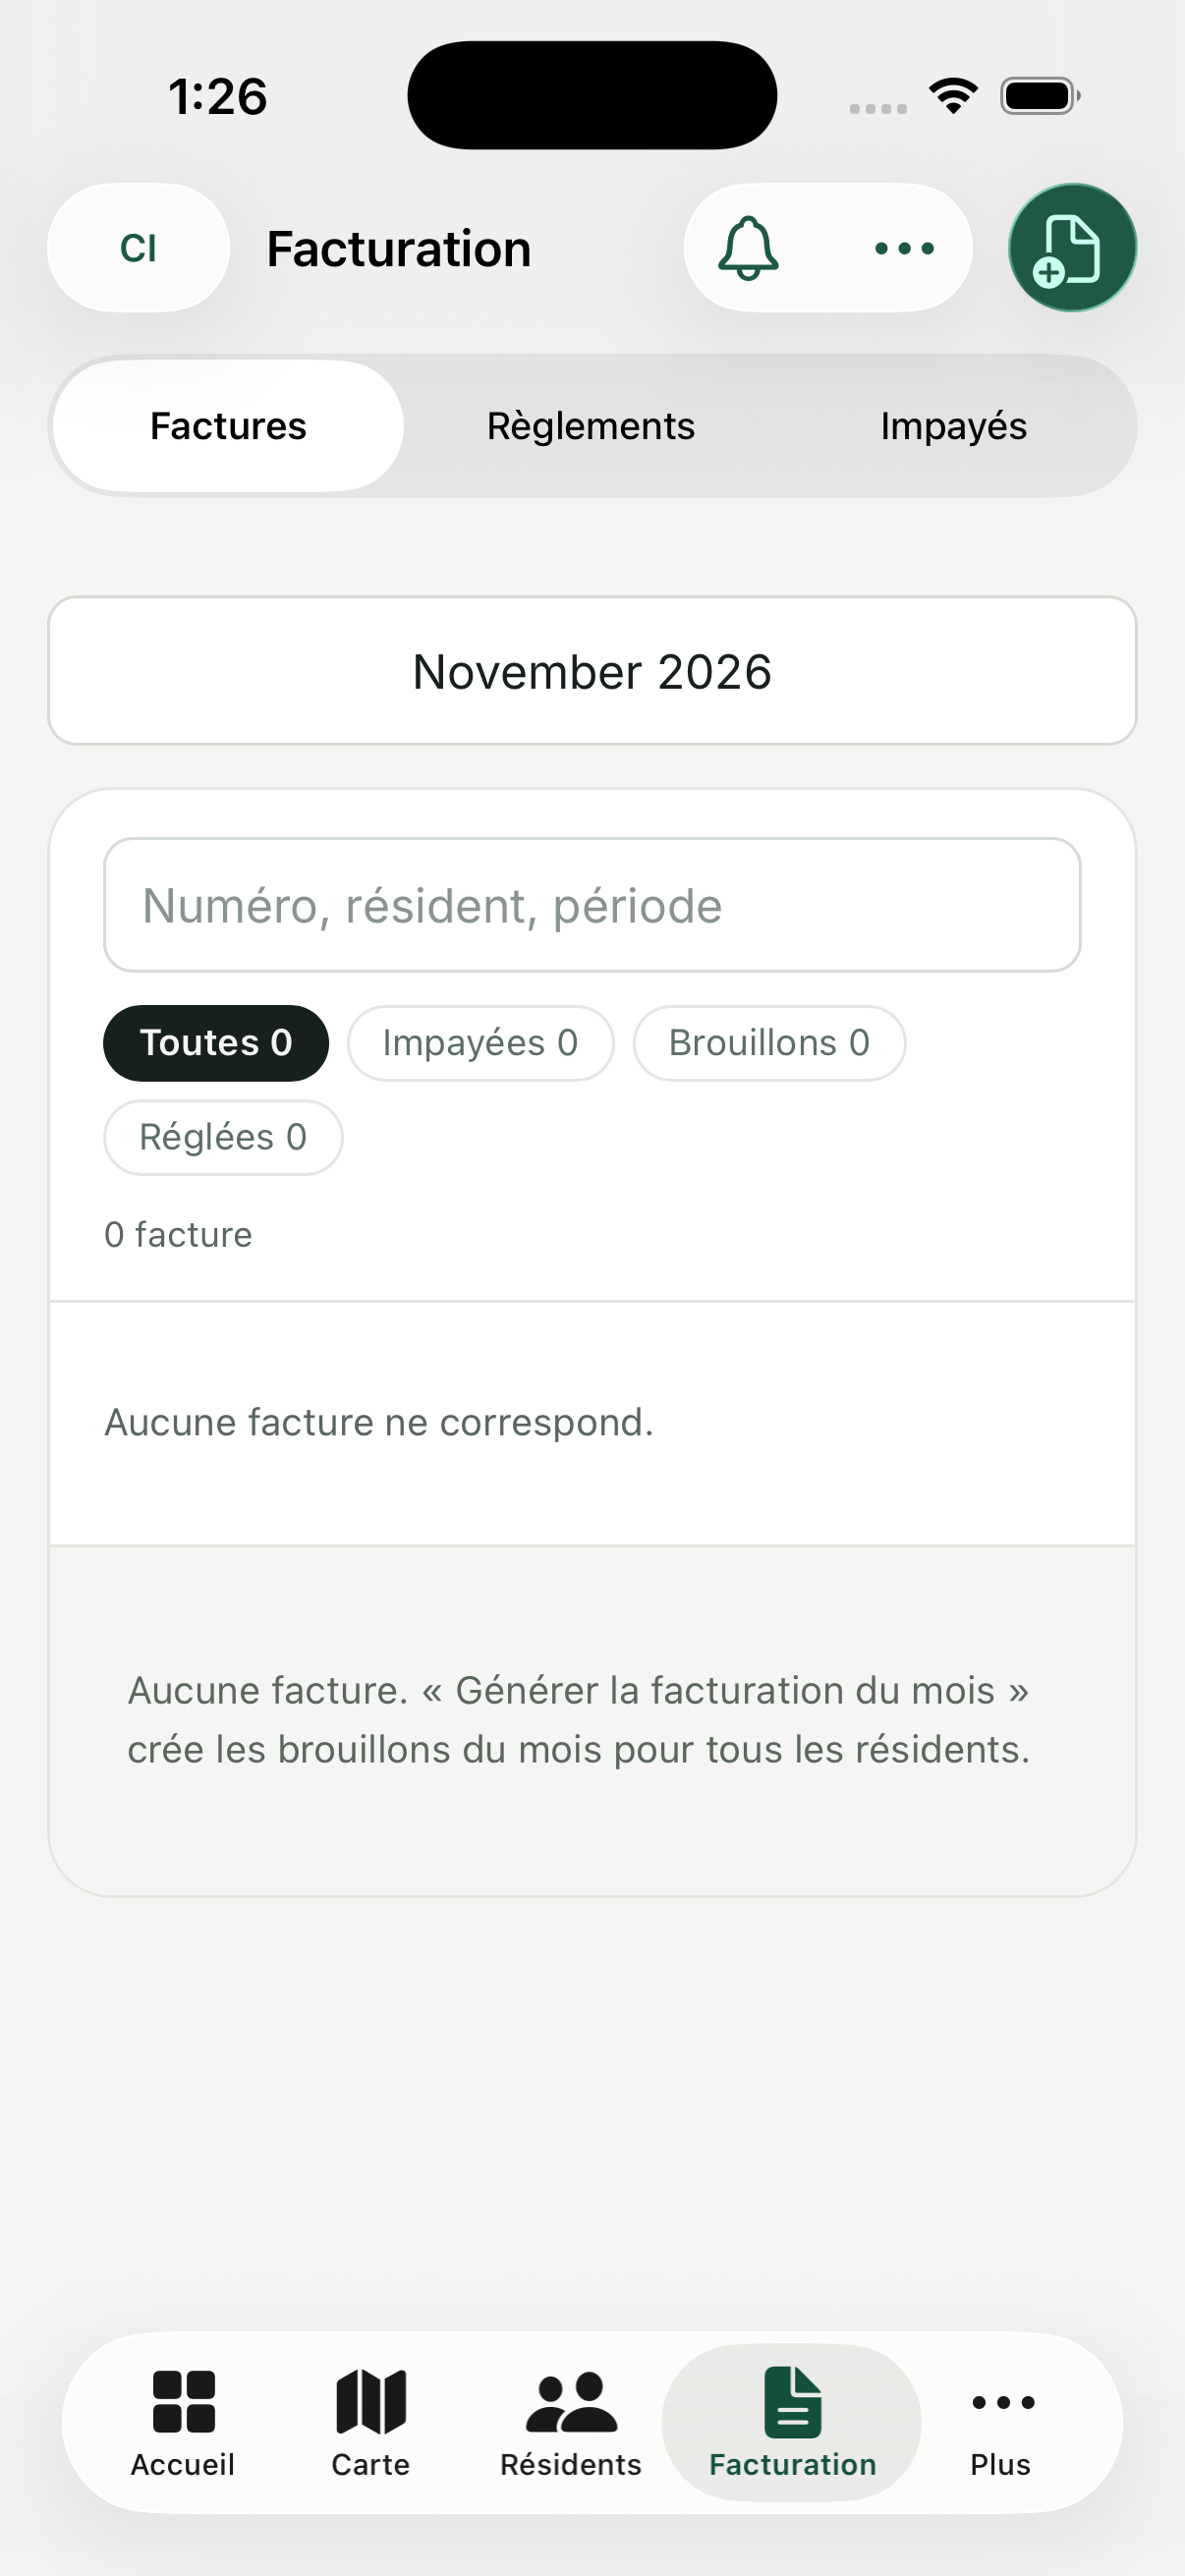 1:26
CI
Facturation
Factures
Règlements
Impayés
November 2026
Numéro, résident, période
Toutes 0
Impayées 0
Brouillons 0
Réglées 0
0 facture
Aucune facture ne correspond.
Aucune facture. « Générer la facturation du mois »
crée les brouillons du mois pour tous les résidents.
Accueil
Carte
Résidents
Facturation
Plus